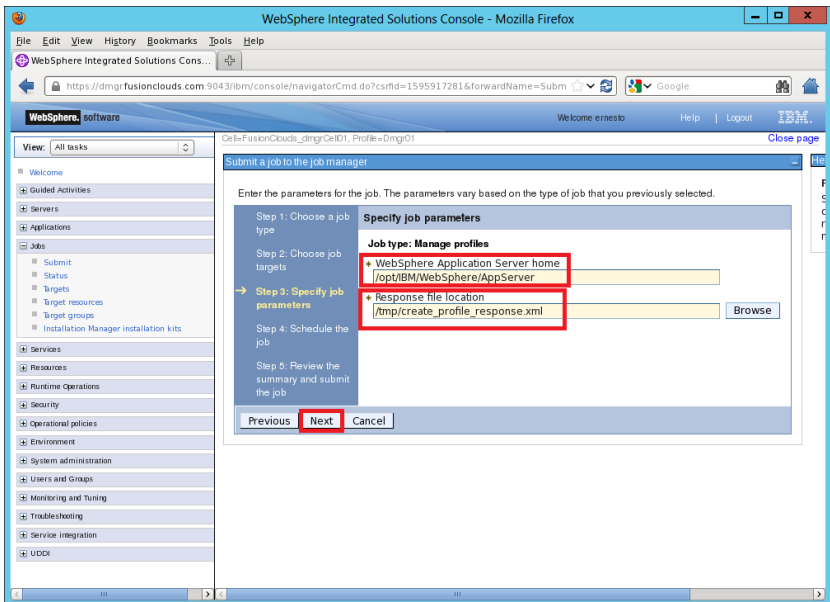 WebSphere Integrated Solutions Console - Mozilla Firefox
File Edit View History Bookmarks Tools Help
WebSphere Integrated Solutions Cons...
https://dmgr.fusionclouds.com:9043/ibm/console/navigatorCmd.do?csrfid=1595917281&forwardName=Subm
Google
WebSphere. software
Welcome ernesto
Help | Logout
IBM.
View: All tasks
Welcome
Guided Activities
Servers
Applications
Jobs
Submit
Status
Targets
Target resources
Target groups
Installation Manager installation kits
Services
Resources
Runtime Operations
Security
Operational policies
Environment
System administration
Users and Groups
Monitoring and Tuning
Troubleshooting
Service integration
UDDI
Cell=FusionClouds_dmgrCell01, Profile=Dmgr01
Close page
Submit a job to the job manager
He
Enter the parameters for the job. The parameters vary based on the type of job that you previously selected.
Step 1: Choose a job
type
Step 2: Choose job
targets
Step 3: Specify job
parameters
Step 4: Schedule the
job
Step 5: Review the
summary and submit
the job
Specify job parameters
Job type: Manage profiles
* WebSphere Application Server home
/opt/IBM/WebSphere/AppServer
* Response file location
/tmp/create_profile_response.xml
Browse
Previous Next Cancel